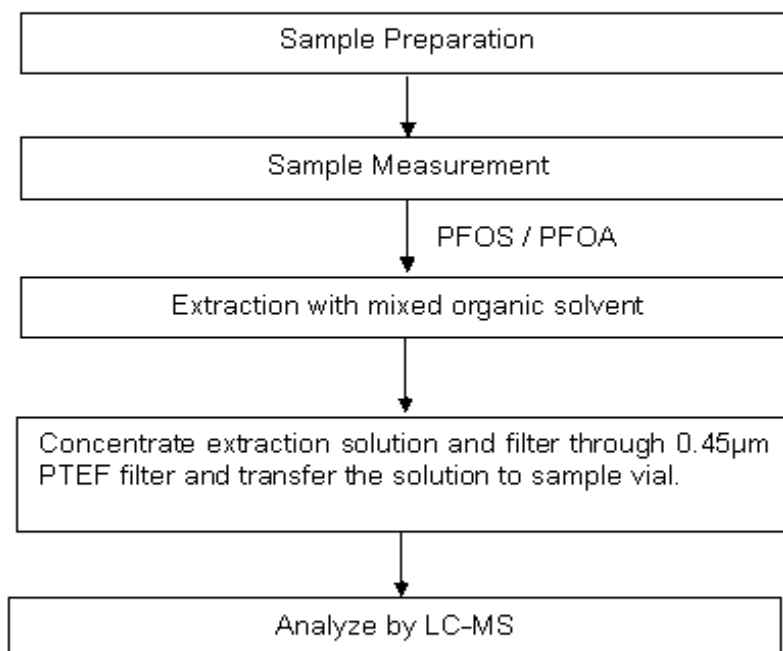 Sample Preparation
Sample Measurement
PFOS / PFOA
Extraction with mixed organic solvent
Concentrate extraction solution and filter through 0.45µm
PTEF filter and transfer the solution to sample vial.
Analyze by LC-MS